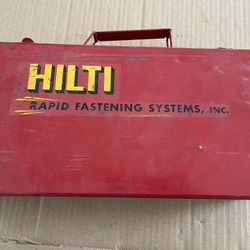 HILTI
RAPID FASTENING SYSTEMS, INC.